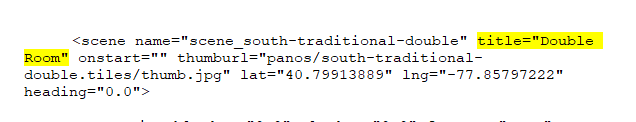 <scene name="scene_south-traditional-double" title="Double
Room" onstart="" thumburl="panos/south-traditional-
double.tiles/thumb.jpg" lat="40.79913889" lng="-77.85797222"
heading="0.0">